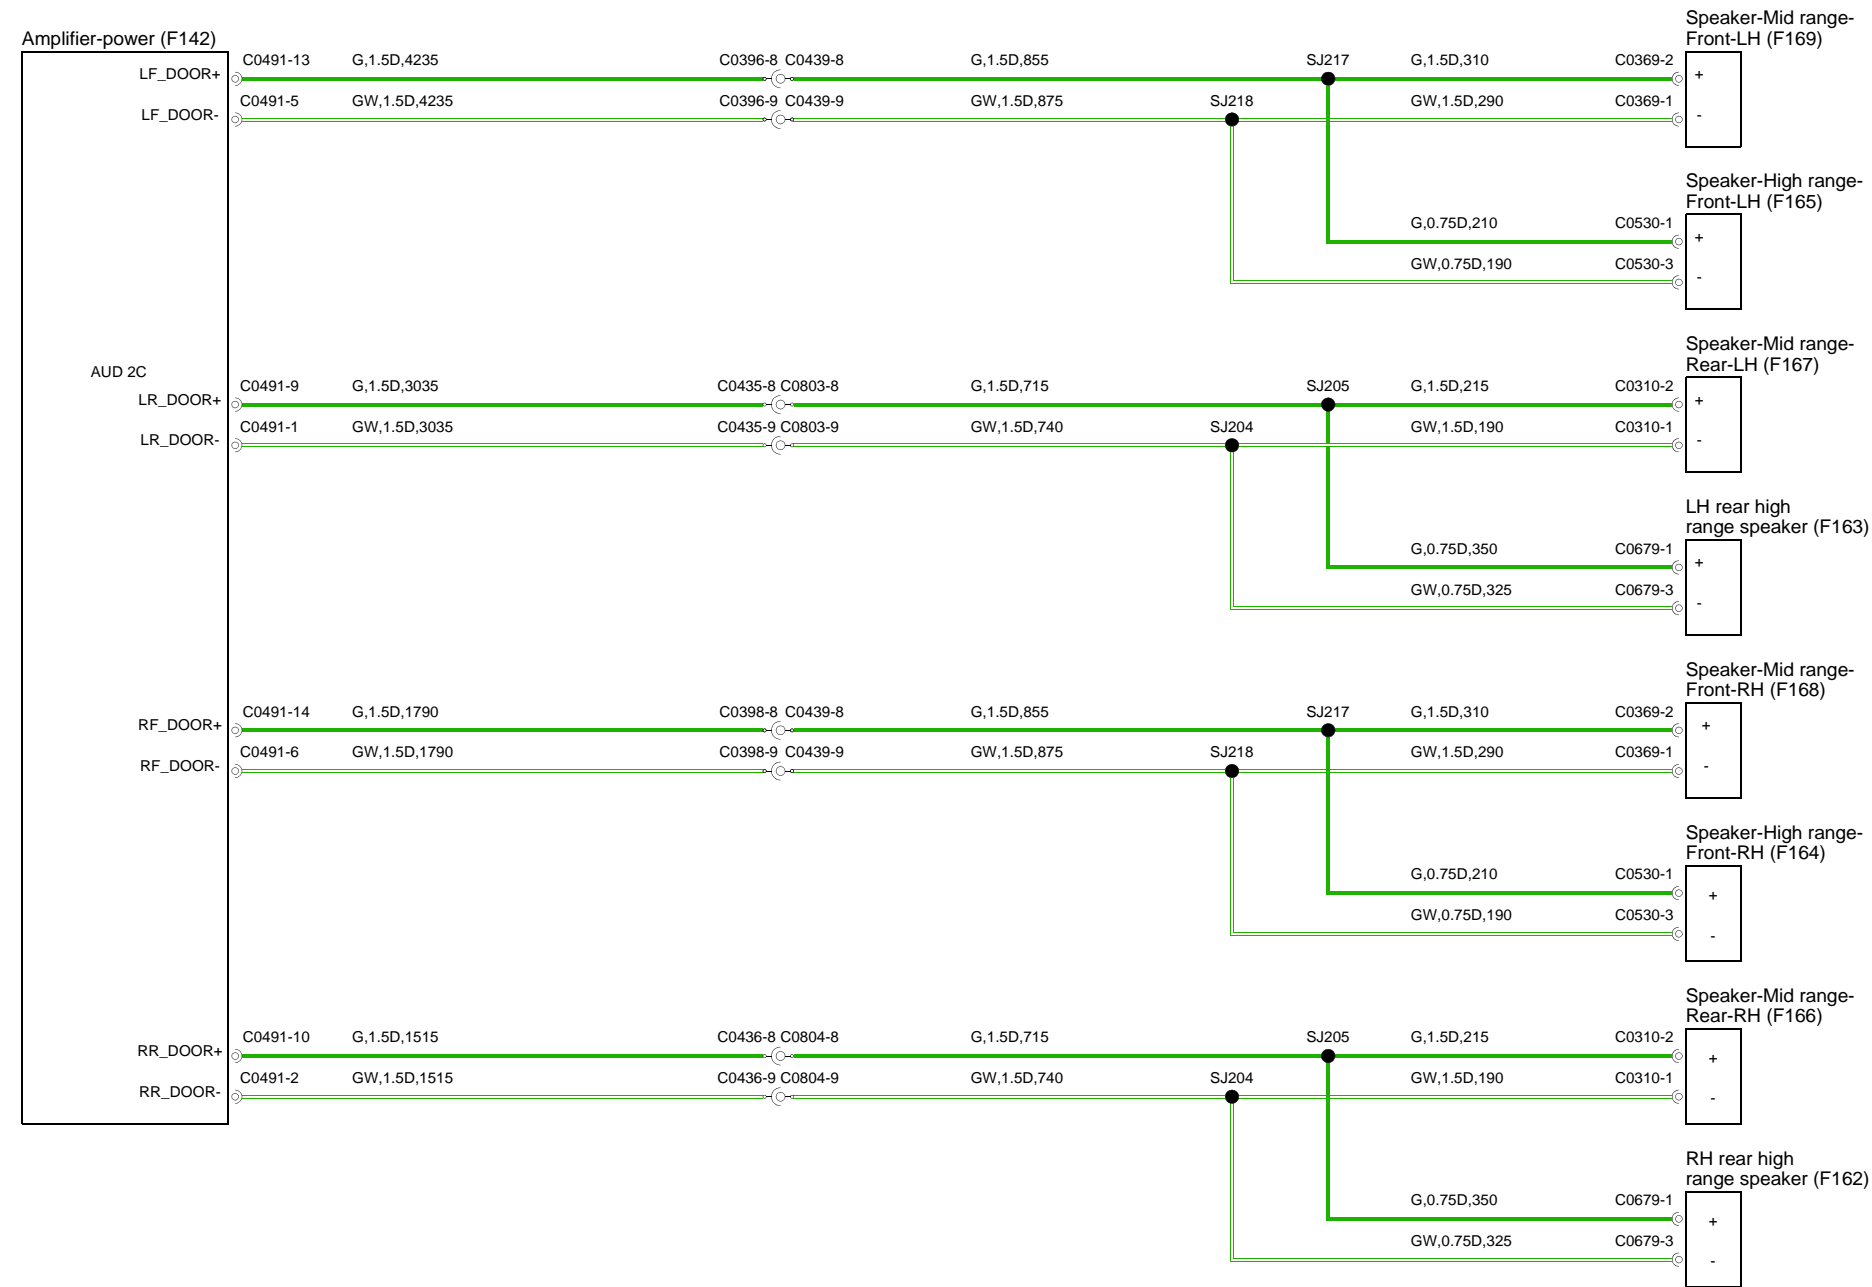 Amplifier-power (F142)
Speaker-Mid range-
Front-LH (F169)
LF_DOOR+ C0491-13 G,1.5D,4235 C0396-8 C0439-8 G,1.5D,855 SJ217 G,1.5D,310 C0369-2 +
LF_DOOR- C0491-5 GW,1.5D,4235 C0396-9 C0439-9 GW,1.5D,875 SJ218 GW,1.5D,290 C0369-1 -
Speaker-High range-
Front-LH (F165)
G,0.75D,210 C0530-1 +
GW,0.75D,190 C0530-3 -
Speaker-Mid range-
Rear-LH (F167)
AUD 2C
LR_DOOR+ C0491-9 G,1.5D,3035 C0435-8 C0803-8 G,1.5D,715 SJ205 G,1.5D,215 C0310-2 +
LR_DOOR- C0491-1 GW,1.5D,3035 C0435-9 C0803-9 GW,1.5D,740 SJ204 GW,1.5D,190 C0310-1 -
LH rear high
range speaker (F163)
G,0.75D,350 C0679-1 +
GW,0.75D,325 C0679-3 -
Speaker-Mid range-
Front-RH (F168)
RF_DOOR+ C0491-14 G,1.5D,1790 C0398-8 C0439-8 G,1.5D,855 SJ217 G,1.5D,310 C0369-2 +
RF_DOOR- C0491-6 GW,1.5D,1790 C0398-9 C0439-9 GW,1.5D,875 SJ218 GW,1.5D,290 C0369-1 -
Speaker-High range-
Front-RH (F164)
G,0.75D,210 C0530-1 +
GW,0.75D,190 C0530-3 -
Speaker-Mid range-
Rear-RH (F166)
RR_DOOR+ C0491-10 G,1.5D,1515 C0436-8 C0804-8 G,1.5D,715 SJ205 G,1.5D,215 C0310-2 +
RR_DOOR- C0491-2 GW,1.5D,1515 C0436-9 C0804-9 GW,1.5D,740 SJ204 GW,1.5D,190 C0310-1 -
RH rear high
range speaker (F162)
G,0.75D,350 C0679-1 +
GW,0.75D,325 C0679-3 -